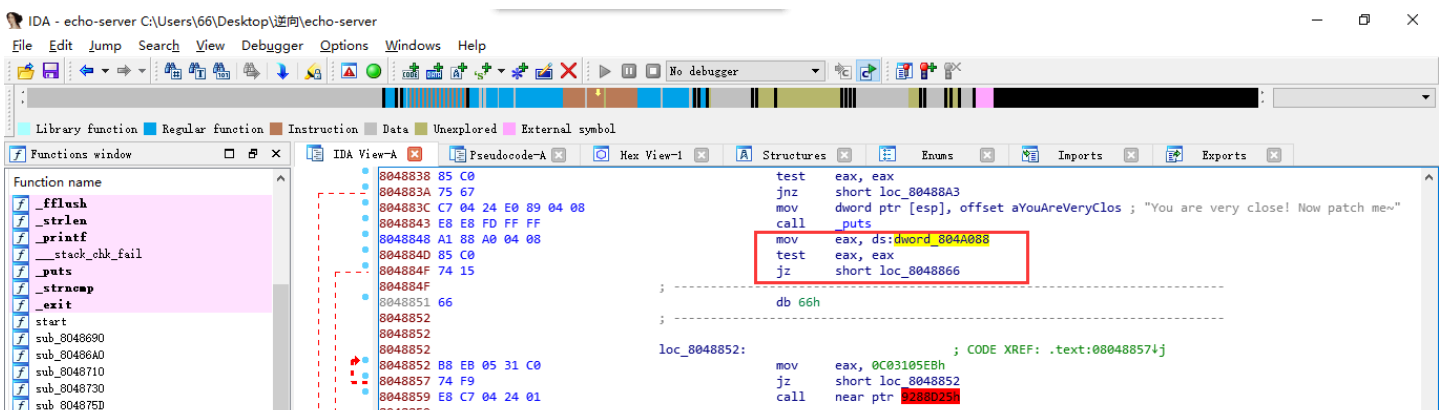 IDA - echo-server C:\Users\66\Desktop\逆向\echo-server
File Edit Jump Search View Debugger Options Windows Help
No debugger
Library function Regular function Instruction Data Unexplored External symbol
Functions window IDA View-A Pseudocode-A Hex View-1 Structures Enums Imports Exports
Function name
_fflush
_strlen
_printf
___stack_chk_fail
_puts
_strncmp
_exit
start
sub_8048690
sub_80486A0
sub_8048710
sub_8048730
sub_804875D
8048838 85 C0 test eax, eax
804883A 75 67 jnz short loc_80488A3
804883C C7 04 24 E0 89 04 08 mov dword ptr [esp], offset aYouAreVeryClos ; "You are very close! Now patch me~"
8048843 E8 E8 FD FF FF call _puts
8048848 A1 88 A0 04 08 mov eax, ds:dword_804A088
804884D 85 C0 test eax, eax
804884F 74 15 jz short loc_8048866
804884F ; ---------------------------------------------------------------------------
8048851 66 db 66h
8048852 ; ---------------------------------------------------------------------------
8048852
8048852 loc_8048852: ; CODE XREF: .text:08048857↓j
8048852 B8 EB 05 31 C0 mov eax, 0C03105EBh
8048857 74 F9 jz short loc_8048852
8048859 E8 C7 04 24 01 call near ptr 9288D25h